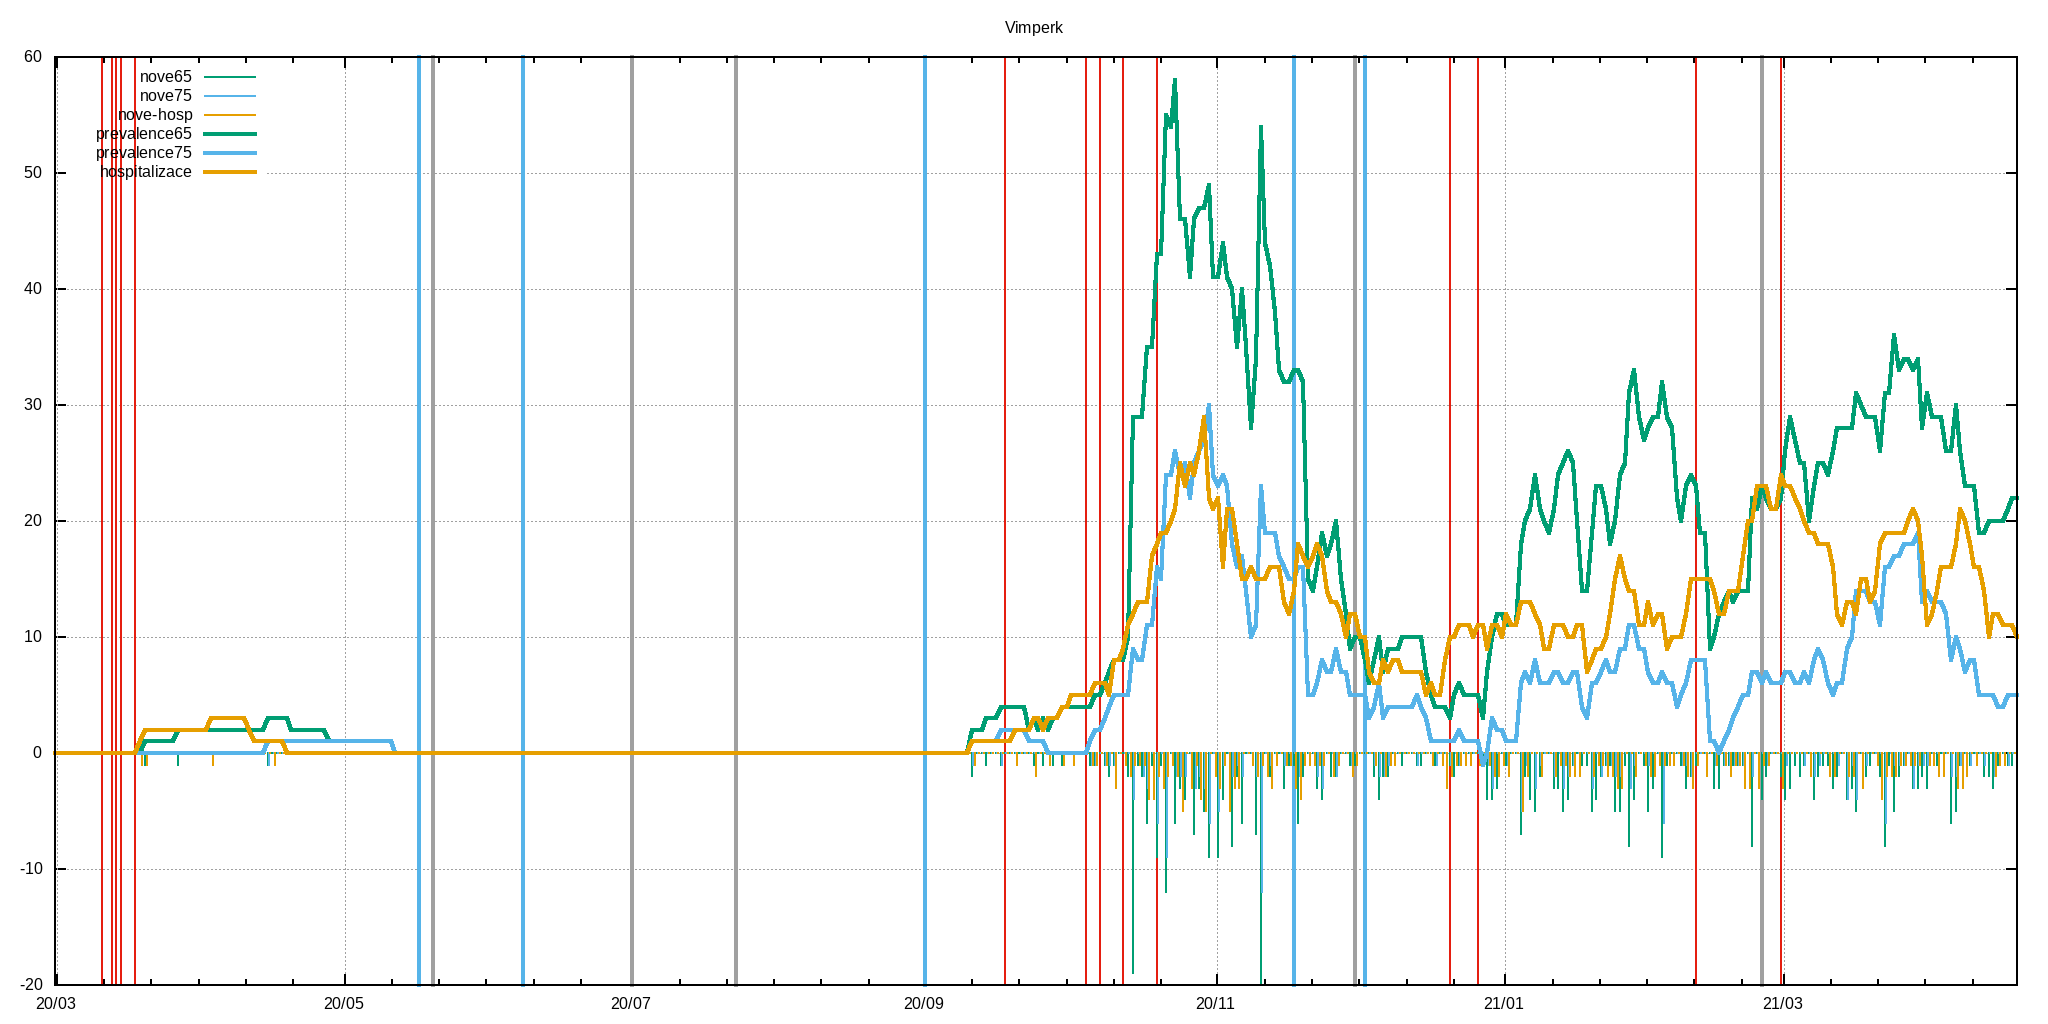 Vimperk
60
nove65
nove75
nove-hosp
prevalence65
prevalence75
hospitalizace
50
40
30
20
10
0
-10
-20
20/03 20/05 20/07 20/09 20/11 21/01 21/03